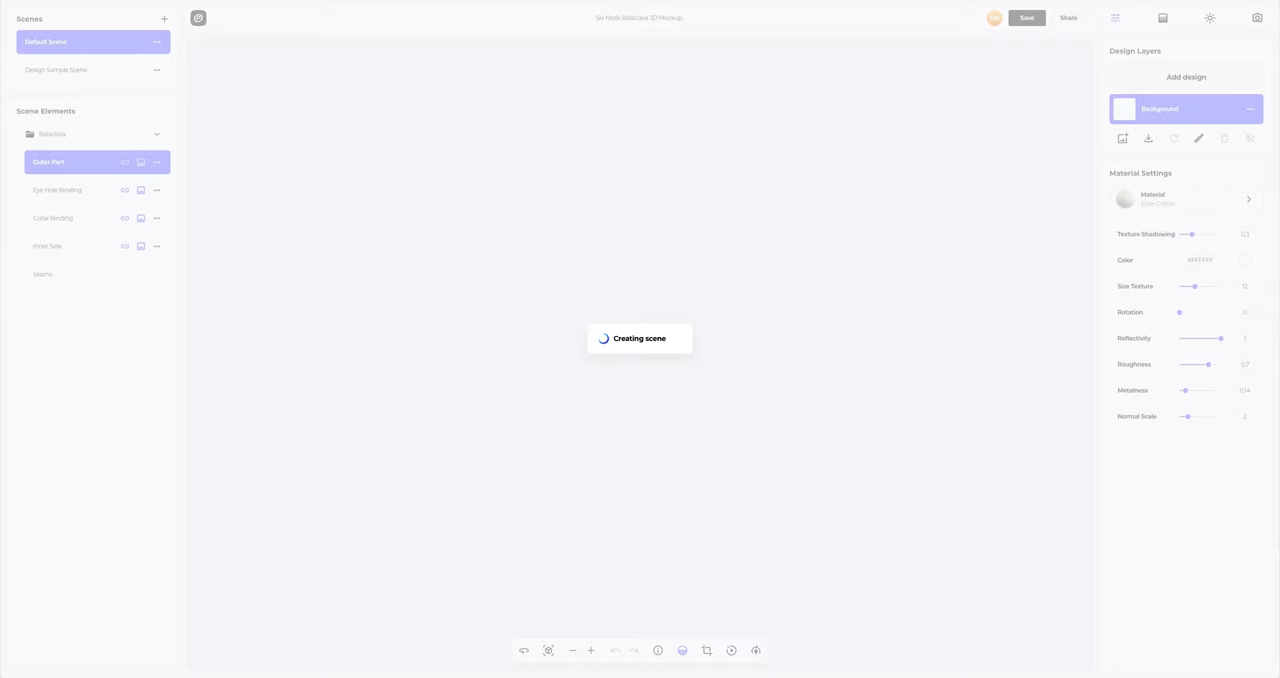 Scenes
Default Scene
Design Sample Scene
Scene Elements
Balaclava
Outer Part
Eye Hole Binding
Collar Binding
Inner Side
Seams
Ski Mask Balaclava 3D Mockup
Save
Share
Creating scene
Design Layers
Add design
Background
Material Settings
Material
Base Cotton
Texture Shadowing 0,3
Color #FFFFFF
Size Texture 12
Rotation 0
Reflectivity 1
Roughness 0,7
Metalness 0,14
Normal Scale 2